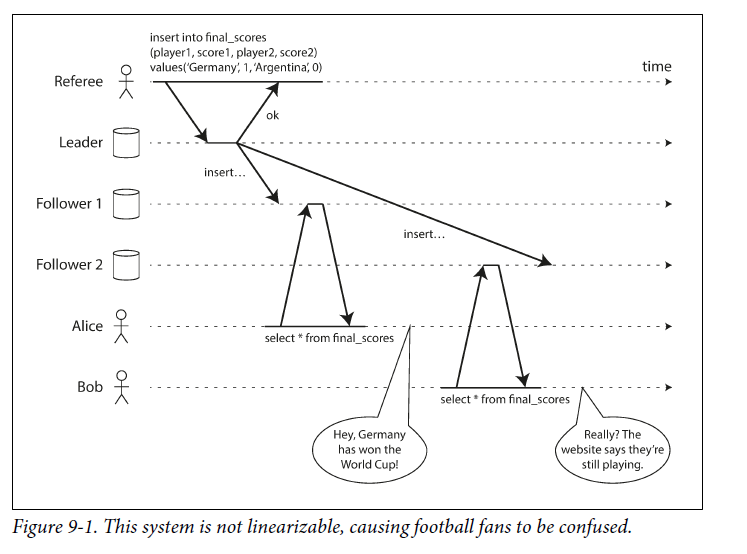 insert into final_scores
(player1, score1, player2, score2)
values(‘Germany’, 1, ‘Argentina’, 0)
time
Referee
ok
Leader
insert…
Follower 1
insert…
Follower 2
Alice
select * from final_scores
Bob
select * from final_scores
Hey, Germany
has won the
World Cup!
Really? The
website says they’re
still playing.
Figure 9-1. This system is not linearizable, causing football fans to be confused.